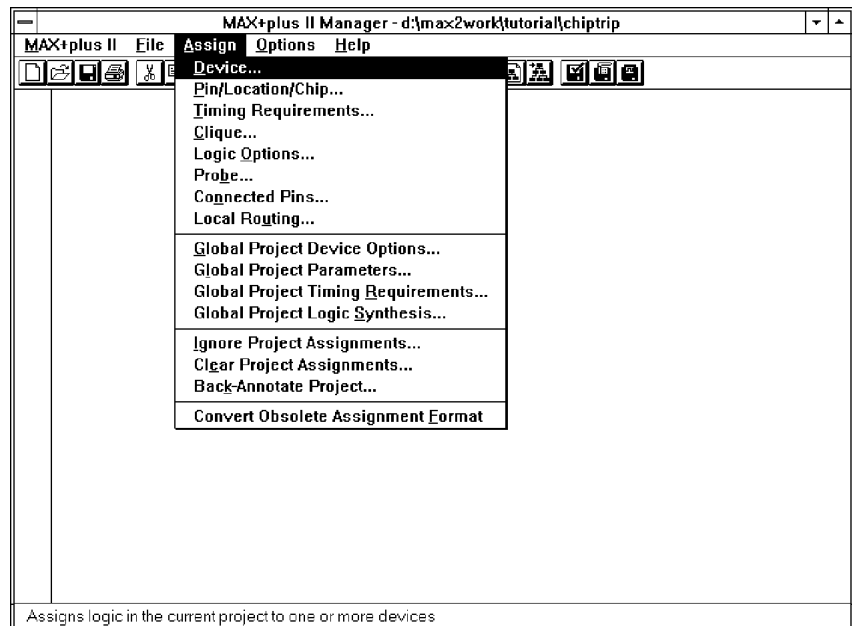 MAX+plus II Manager - d:\max2work\tutorial\chiptrip
MAX+plus II File Assign Options Help
Device...
Pin/Location/Chip...
Timing Requirements...
Clique...
Logic Options...
Probe...
Connected Pins...
Local Routing...
Global Project Device Options...
Global Project Parameters...
Global Project Timing Requirements...
Global Project Logic Synthesis...
Ignore Project Assignments...
Clear Project Assignments...
Back-Annotate Project...
Convert Obsolete Assignment Format
Assigns logic in the current project to one or more devices